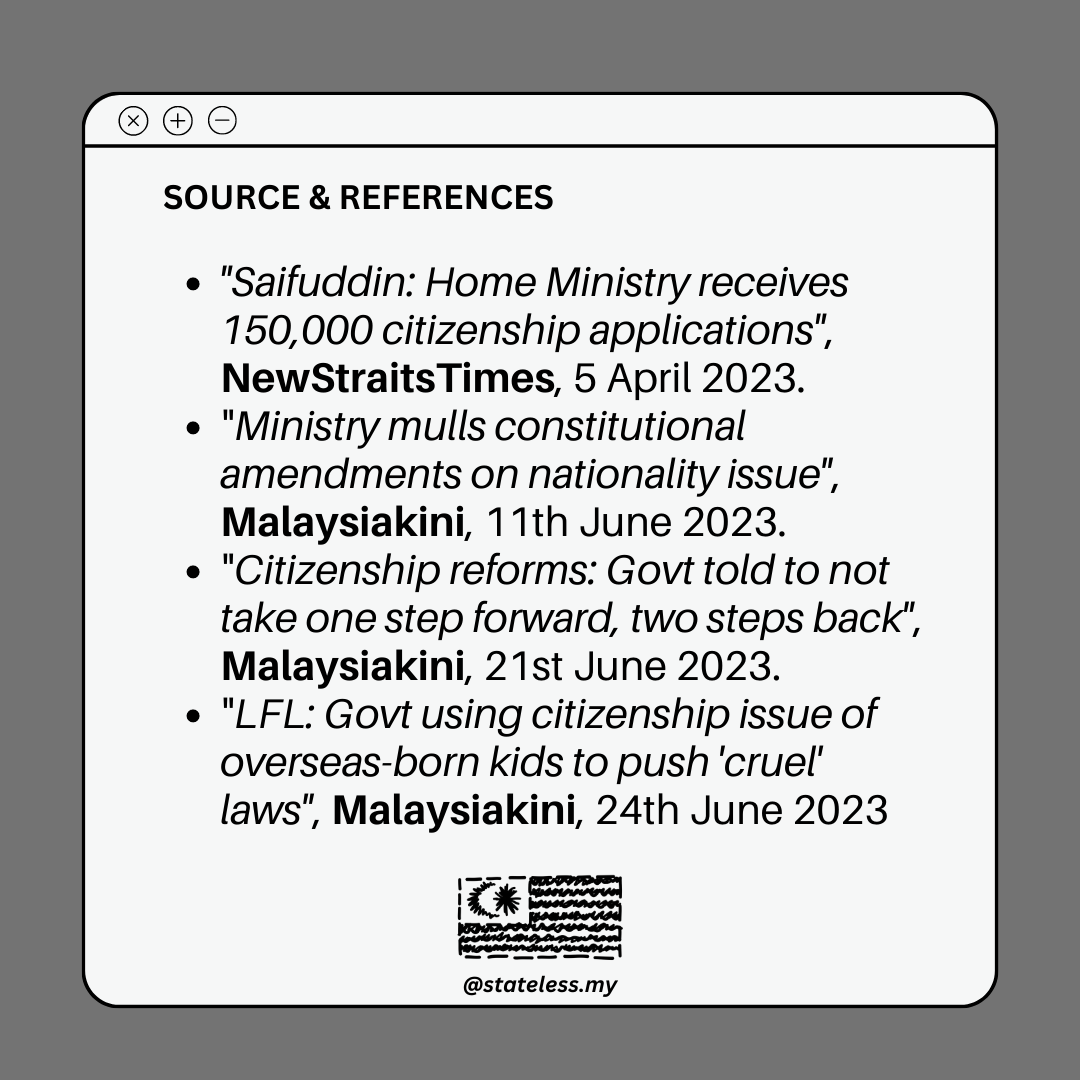 SOURCE & REFERENCES
• "Saifuddin: Home Ministry receives
150,000 citizenship applications",
NewStraitsTimes, 5 April 2023.
• "Ministry mulls constitutional
amendments on nationality issue",
Malaysiakini, 11th June 2023.
• "Citizenship reforms: Govt told to not
take one step forward, two steps back",
Malaysiakini, 21st June 2023.
• "LFL: Govt using citizenship issue of
overseas-born kids to push 'cruel'
laws", Malaysiakini, 24th June 2023
@stateless.my